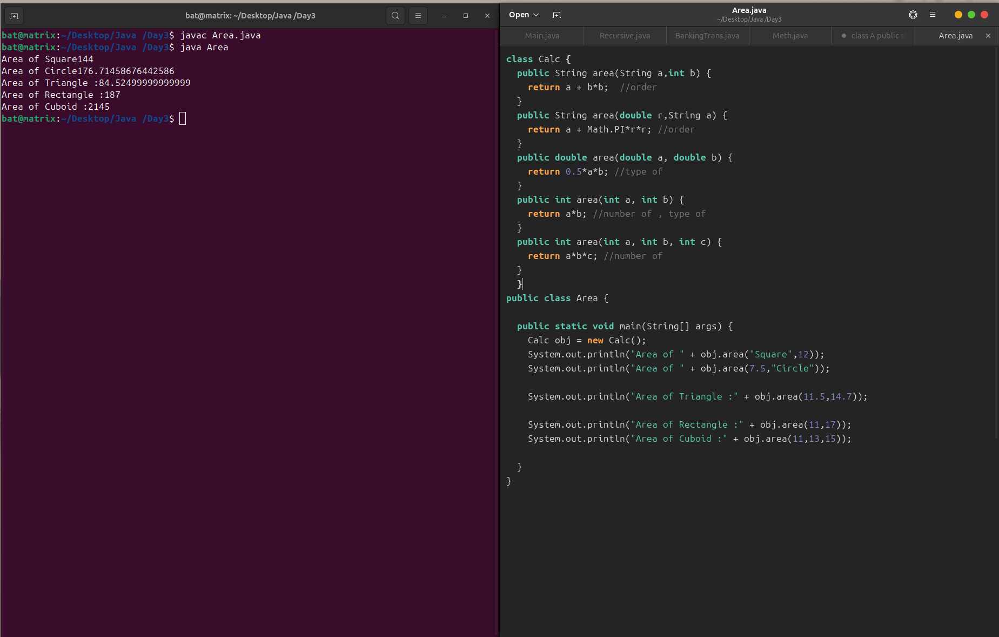 bat@matrix: ~/Desktop/Java /Day3
bat@matrix:~/Desktop/Java /Day3$ javac Area.java
bat@matrix:~/Desktop/Java /Day3$ java Area
Area of Square144
Area of Circle176.71458676442586
Area of Triangle :84.52499999999999
Area of Rectangle :187
Area of Cuboid :2145
bat@matrix:~/Desktop/Java /Day3$
Open
Area.java
~/Desktop/Java /Day3
Main.java
Recursive.java
BankingTrans.java
Meth.java
class A public s
Area.java
class Calc {
  public String area(String a,int b) {
    return a + b*b;  //order
  }
  public String area(double r,String a) {
    return a + Math.PI*r*r; //order
  }
  public double area(double a, double b) {
    return 0.5*a*b; //type of
  }
  public int area(int a, int b) {
    return a*b; //number of , type of
  }
  public int area(int a, int b, int c) {
    return a*b*c; //number of
  }
  }
public class Area {
  public static void main(String[] args) {
    Calc obj = new Calc();
    System.out.println("Area of " + obj.area("Square",12));
    System.out.println("Area of " + obj.area(7.5,"Circle"));
    System.out.println("Area of Triangle :" + obj.area(11.5,14.7));
    System.out.println("Area of Rectangle :" + obj.area(11,17));
    System.out.println("Area of Cuboid :" + obj.area(11,13,15));
  }
}